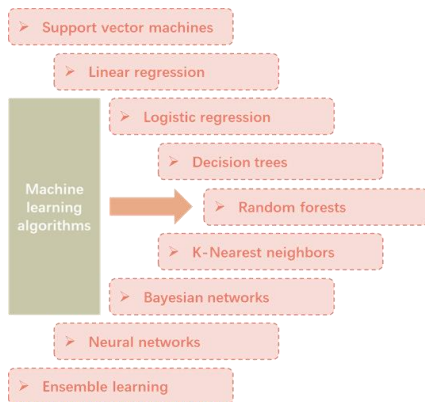 Support vector machines
Linear regression
Logistic regression
Decision trees
Machine
learning
algorithms
Random forests
K-Nearest neighbors
Bayesian networks
Neural networks
Ensemble learning